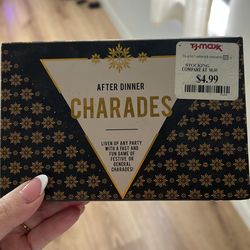 AFTER DINNER
CHARADES
LIVEN UP ANY PARTY
WITH A FAST AND
FUN GAME OF
FESTIVE OR
GENERAL
CHARADES!
T.J.maxx
STOCKING
COMPARE AT
$4.99